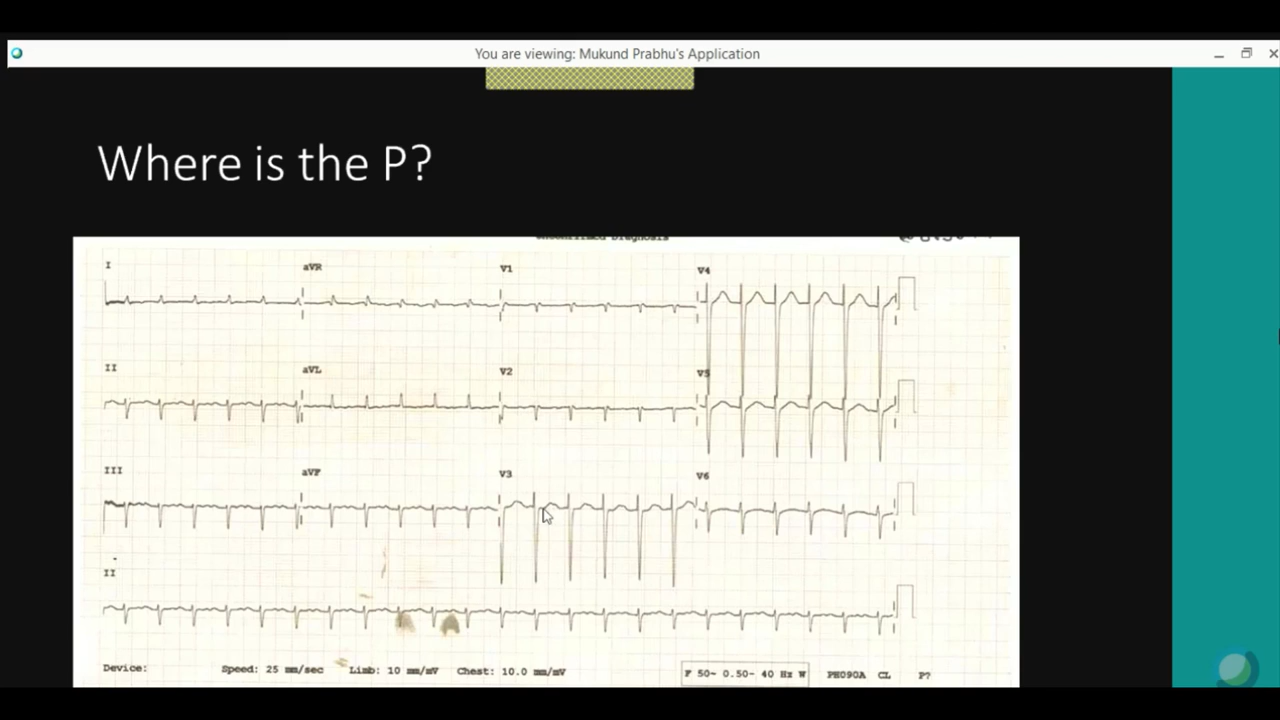 You are viewing: Mukund Prabhu's Application
Where is the P?
I aVR V1 V4
II aVL V2 V5
III aVF V3 V6
II
Device: Speed: 25 mm/sec Limb: 10 mm/mV Chest: 10.0 mm/mV F 50~ 0.50- 40 Hz W PH090A CL P?